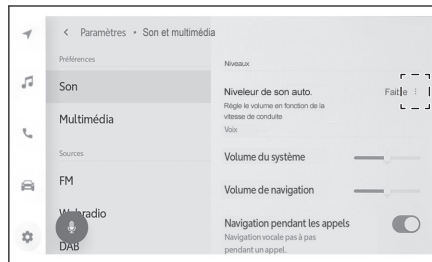 < Paramètres • Son et multimédia
Préférences
Son
Multimédia
Sources
FM
Webradio
DAB
Niveaux
Niveleur de son auto.
Faible
Règle le volume en fonction de la
vitesse de conduite
Voix
Volume du système
Volume de navigation
Navigation pendant les appels
Navigation vocale pas à pas
pendant un appel.